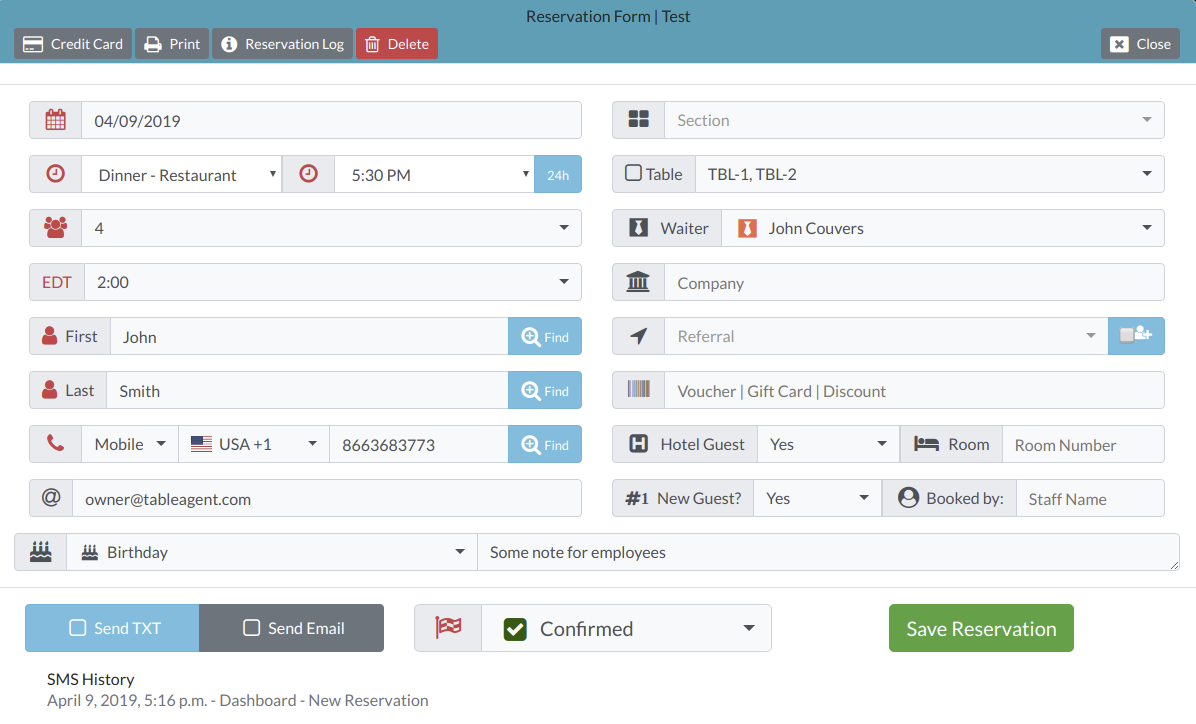 Reservation Form | Test
Credit Card Print Reservation Log Delete Close
04/09/2019 Section
Dinner - Restaurant 5:30 PM 24h Table TBL-1, TBL-2
4 Waiter John Couvers
EDT 2:00 Company
First John Find Referral
Last Smith Find Voucher | Gift Card | Discount
Mobile USA +1 8663683773 Find H Hotel Guest Yes Room Room Number
@ owner@tableagent.com #1 New Guest? Yes Booked by: Staff Name
Birthday Some note for employees
Send TXT Send Email Confirmed Save Reservation
SMS History
April 9, 2019, 5:16 p.m. - Dashboard - New Reservation